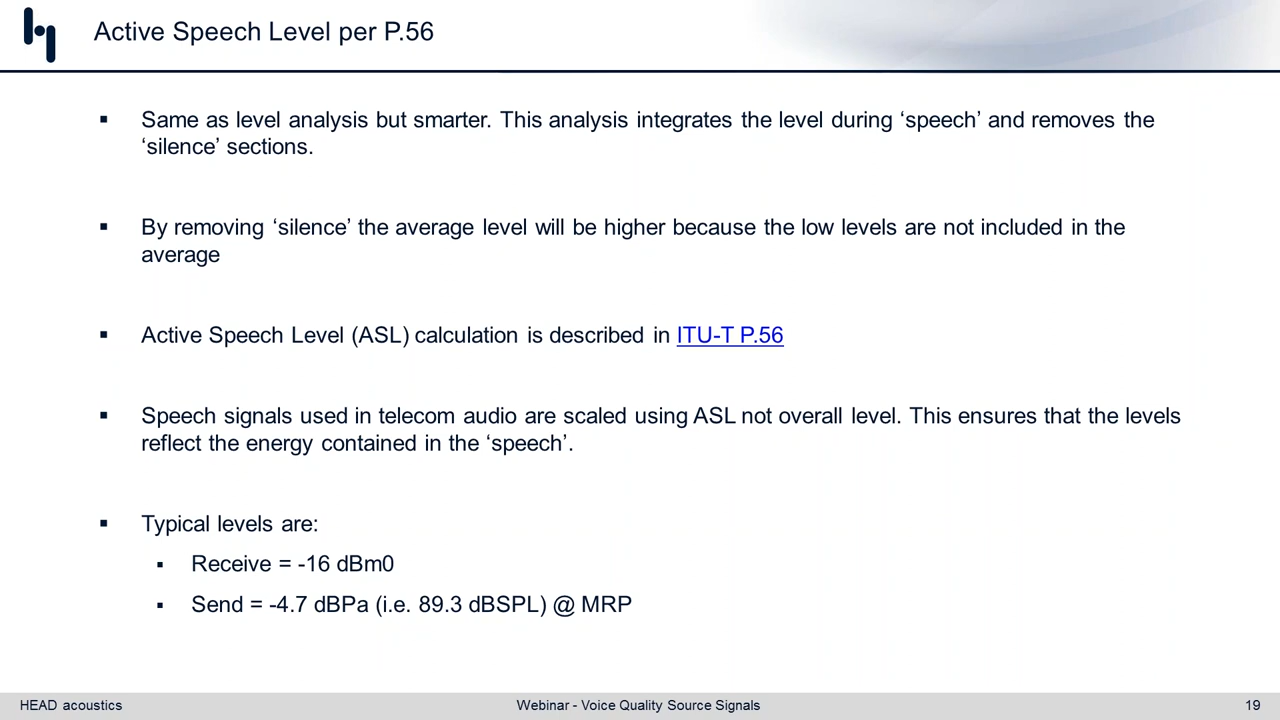 Active Speech Level per P.56
▪ Same as level analysis but smarter. This analysis integrates the level during ‘speech’ and removes the
‘silence’ sections.
▪ By removing ‘silence’ the average level will be higher because the low levels are not included in the
average
▪ Active Speech Level (ASL) calculation is described in ITU-T P.56
▪ Speech signals used in telecom audio are scaled using ASL not overall level. This ensures that the levels
reflect the energy contained in the ‘speech’.
▪ Typical levels are:
▪ Receive = -16 dBm0
▪ Send = -4.7 dBPa (i.e. 89.3 dBSPL) @ MRP
HEAD acoustics
Webinar - Voice Quality Source Signals
19